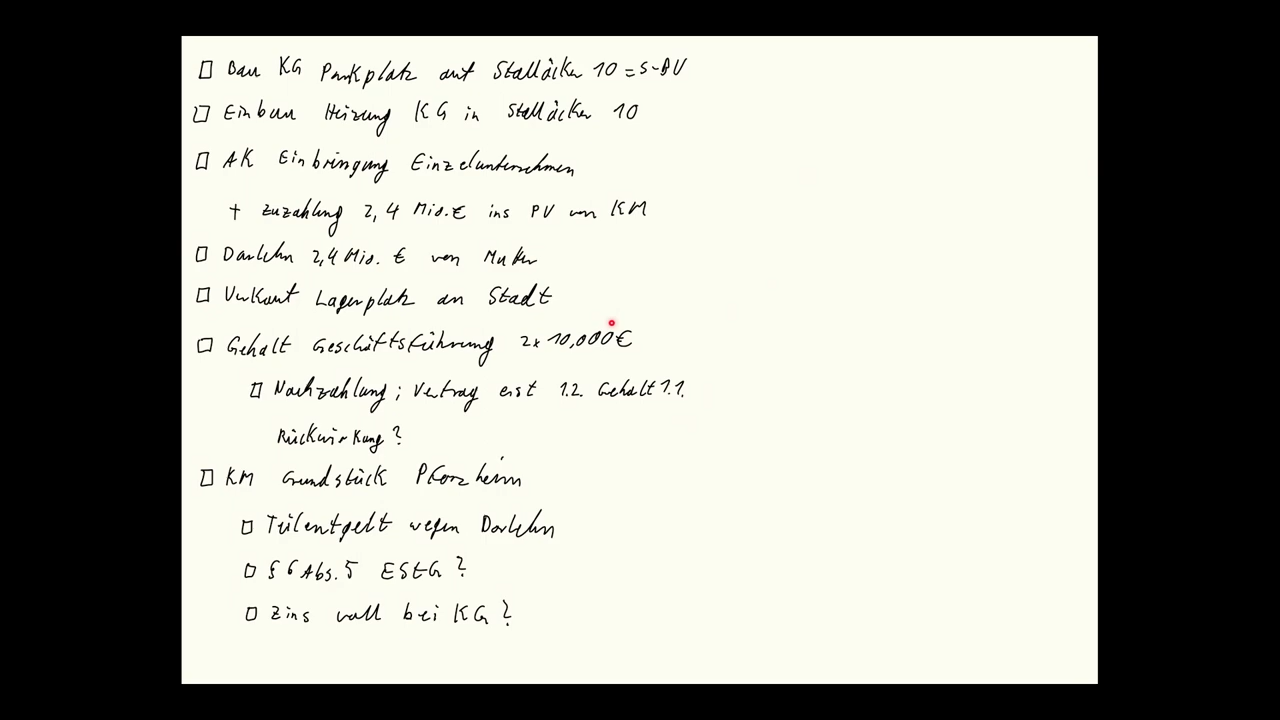 Bau KG Parkplatz auf Stalläcker 10 = S-BV
Einbau Heizung KG in Stalläcker 10
AK Einbringung Einzelunternehmen
+ Zuzahlung 2,4 Mio. € ins PV von KM
Darlehn 2,4 Mio. € von Mutter
Verkauf Lagerplatz an Stadt
Gehalt Geschäftsführung 2x 10,000€
Nachzahlung; Vertrag erst 1.2. Gehalt 1.1.
Rückwirkung?
KM Grundstück Pforzheim
Teilentgelt wegen Darlehn
§ 6 Abs. 5 EStG?
Zins voll bei KG?